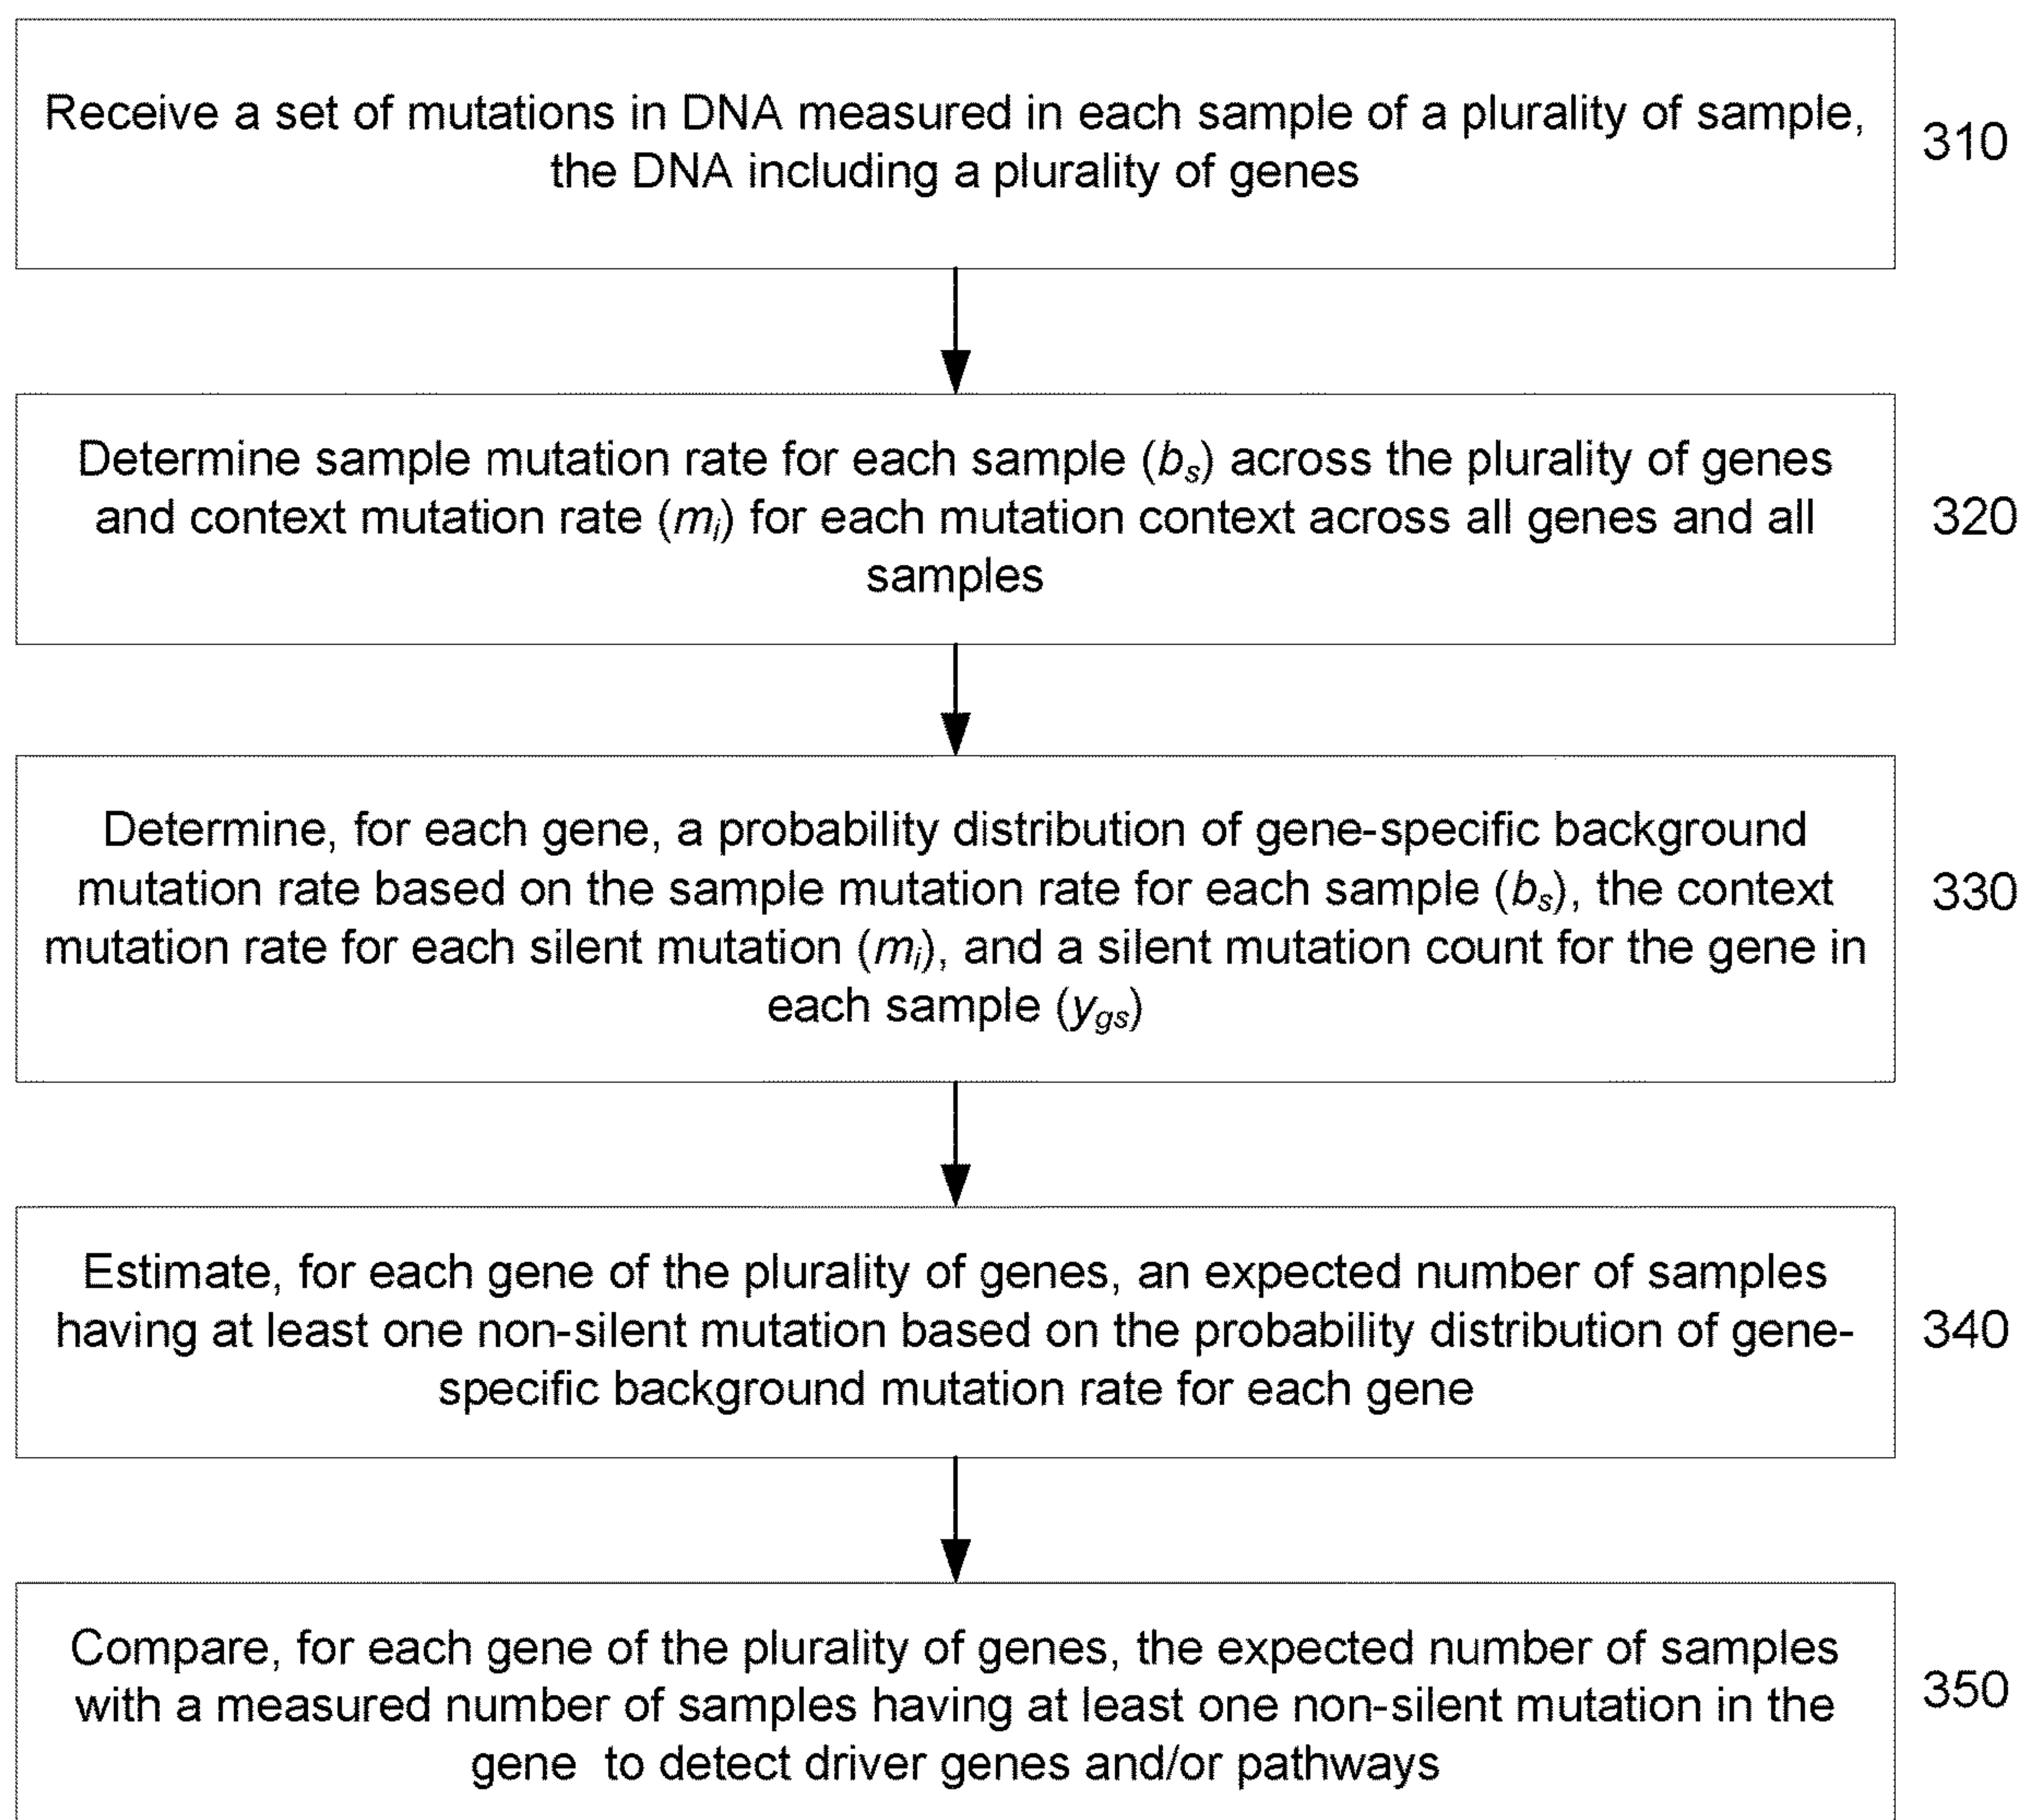 Receive a set of mutations in DNA measured in each sample of a plurality of sample,
the DNA including a plurality of genes
310
Determine sample mutation rate for each sample (bs) across the plurality of genes
and context mutation rate (mi) for each mutation context across all genes and all
samples
320
Determine, for each gene, a probability distribution of gene-specific background
mutation rate based on the sample mutation rate for each sample (bs), the context
mutation rate for each silent mutation (mi), and a silent mutation count for the gene in
each sample (ygs)
330
Estimate, for each gene of the plurality of genes, an expected number of samples
having at least one non-silent mutation based on the probability distribution of gene-
specific background mutation rate for each gene
340
Compare, for each gene of the plurality of genes, the expected number of samples
with a measured number of samples having at least one non-silent mutation in the
gene to detect driver genes and/or pathways
350